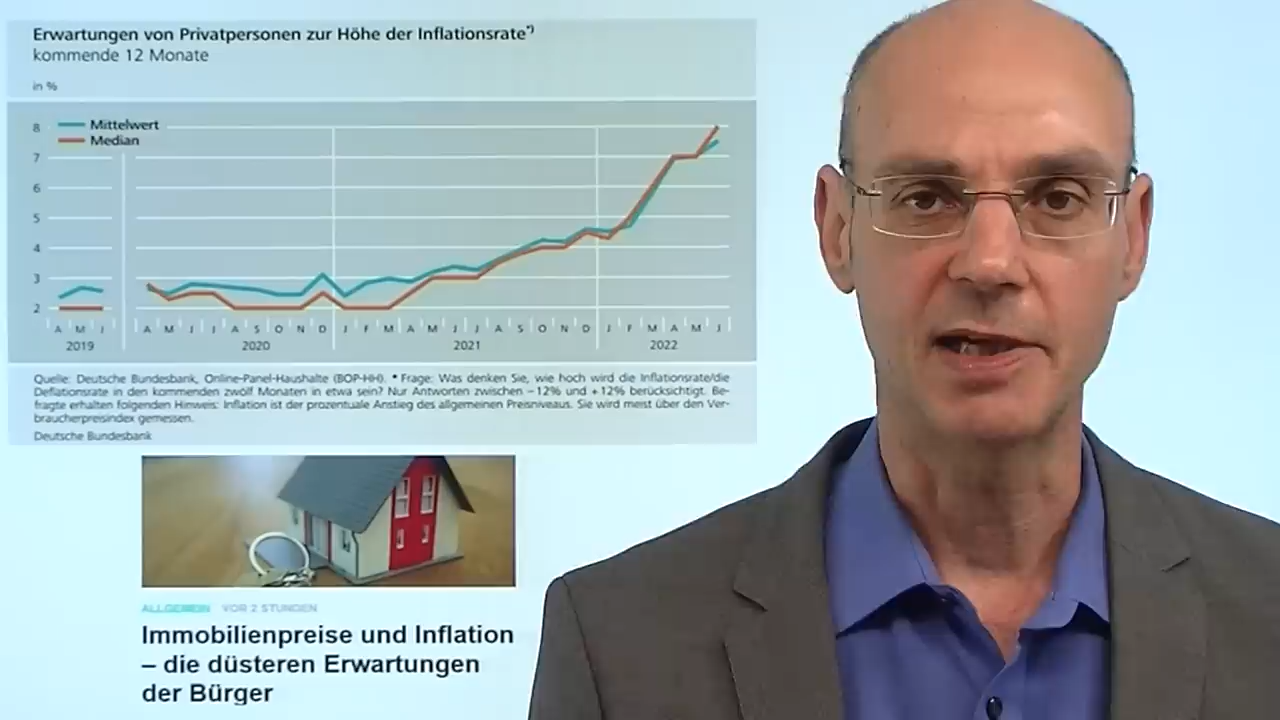 Erwartungen von Privatpersonen zur Höhe der Inflationsrate*)
kommende 12 Monate
in %
Mittelwert
Median
8
7
6
5
4
3
2
A M J A M J J A S O N D J F M A M J J A S O N D J F M A M J
2019 2020 2021 2022
Quelle: Deutsche Bundesbank, Online-Panel-Haushalte (BOP-HH). * Frage: Was denken Sie, wie hoch wird die Inflationsrate/die
Deflationsrate in den kommenden zwölf Monaten in etwa sein? Nur Antworten zwischen −12% und +12% berücksichtigt. Be-
fragte erhalten folgenden Hinweis: Inflation ist der prozentuale Anstieg des allgemeinen Preisniveaus. Sie wird meist über den Ver-
braucherpreisindex gemessen.
Deutsche Bundesbank
ALLGEMEIN VOR 2 STUNDEN
Immobilienpreise und Inflation
– die düsteren Erwartungen
der Bürger